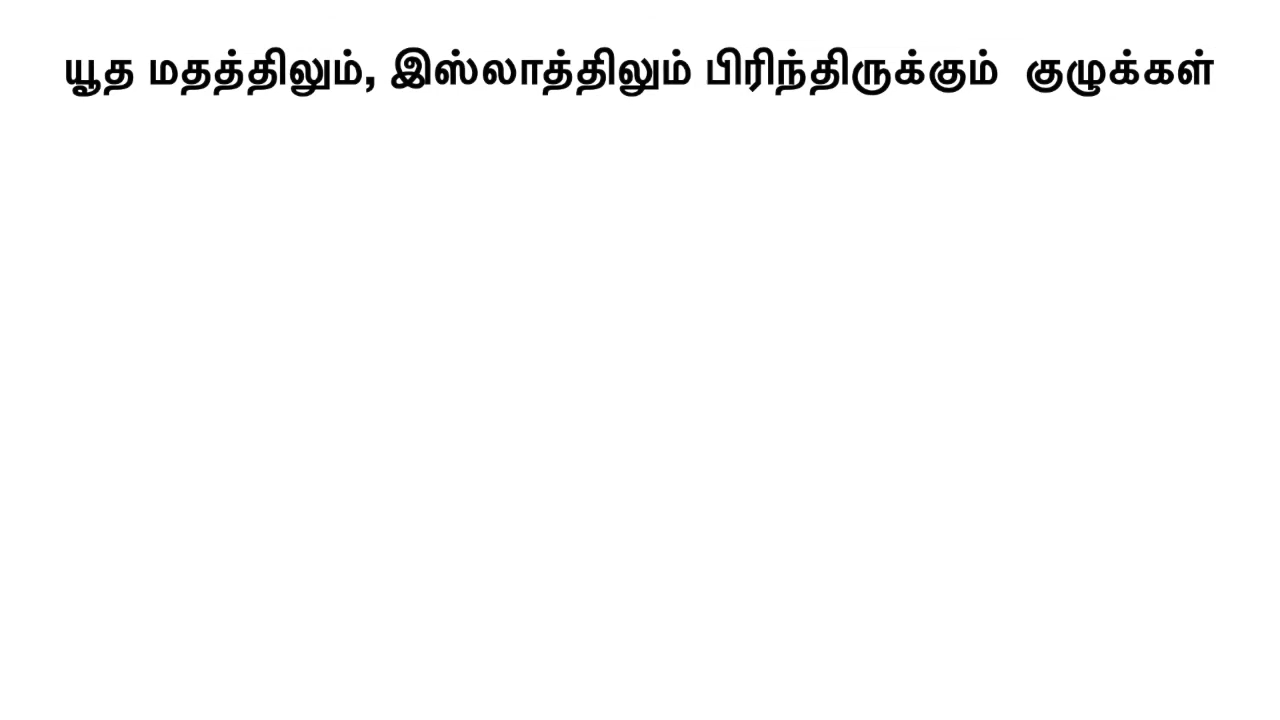 யூத மதத்திலும், இஸ்லாத்திலும் பிரிந்திருக்கும் குழுக்கள்